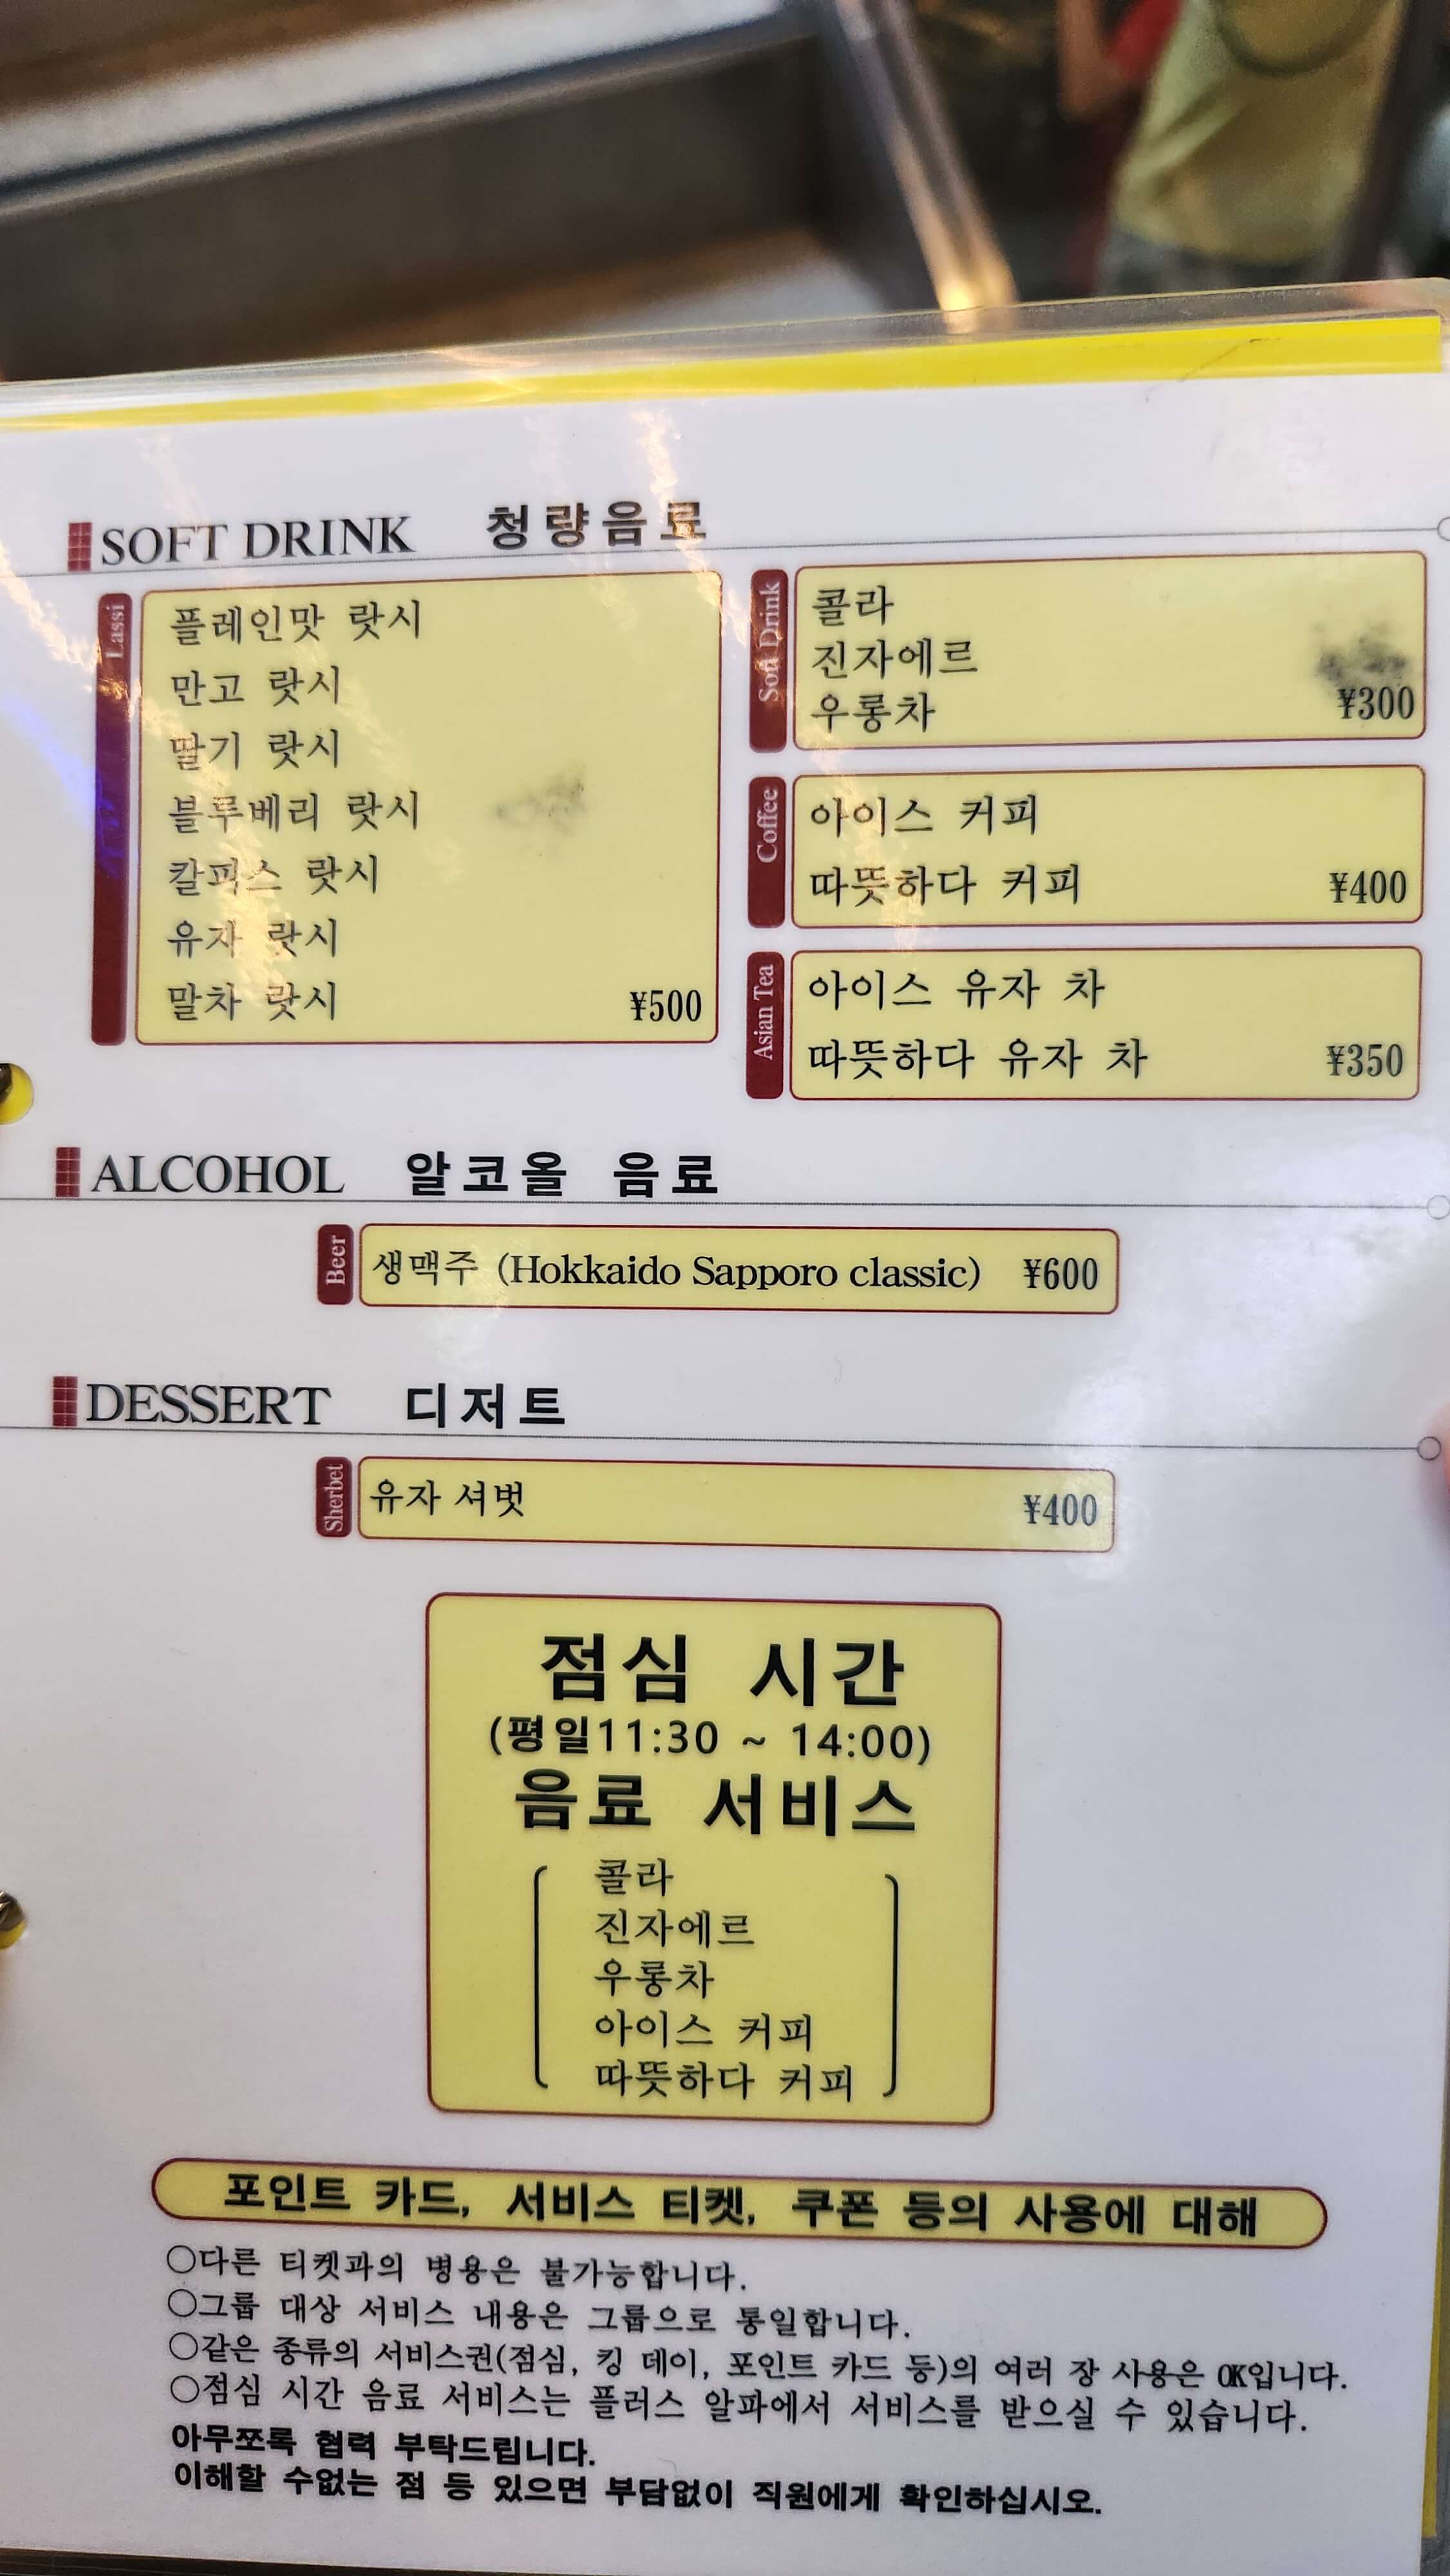 SOFT DRINK 청량음료
Lassi
플레인맛 랏시
만고 랏시
딸기 랏시
블루베리 랏시
칼픽스 랏시
유자 랏시
말차 랏시 ¥500
Soft Drink
콜라
진자에르
우롱차 ¥300
Coffee
아이스 커피
따뜻하다 커피 ¥400
Asian Tea
아이스 유자 차
따뜻하다 유자 차 ¥350
ALCOHOL 알코올 음료
Beer
생맥주 (Hokkaido Sapporo classic) ¥600
DESSERT 디저트
Sherbet
유자 셔벗 ¥400
점심 시간
(평일11:30 ~ 14:00)
음료 서비스
콜라
진자에르
우롱차
아이스 커피
따뜻하다 커피
포인트 카드, 서비스 티켓, 쿠폰 등의 사용에 대해
○다른 티켓과의 병용은 불가능합니다.
○그룹 대상 서비스 내용은 그룹으로 통일합니다.
○같은 종류의 서비스권(점심, 킹 데이, 포인트 카드 등)의 여러 장 사용은 OK입니다.
○점심 시간 음료 서비스는 플러스 알파에서 서비스를 받으실 수 있습니다.
아무쪼록 협력 부탁드립니다.
이해할 수없는 점 등 있으면 부담없이 직원에게 확인하십시오.